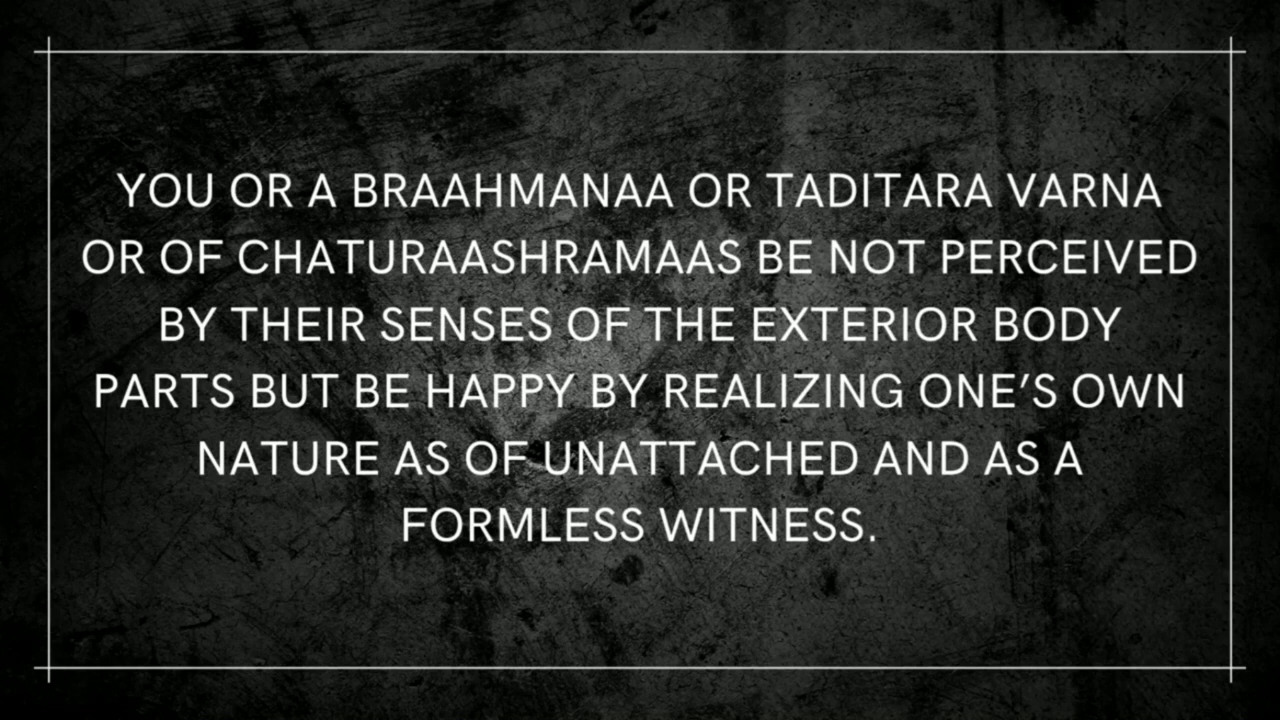 YOU OR A BRAAHMANAA OR TADITARA VARNA
OR OF CHATURAASHRAMAAS BE NOT PERCEIVED
BY THEIR SENSES OF THE EXTERIOR BODY
PARTS BUT BE HAPPY BY REALIZING ONE’S OWN
NATURE AS OF UNATTACHED AND AS A
FORMLESS WITNESS.